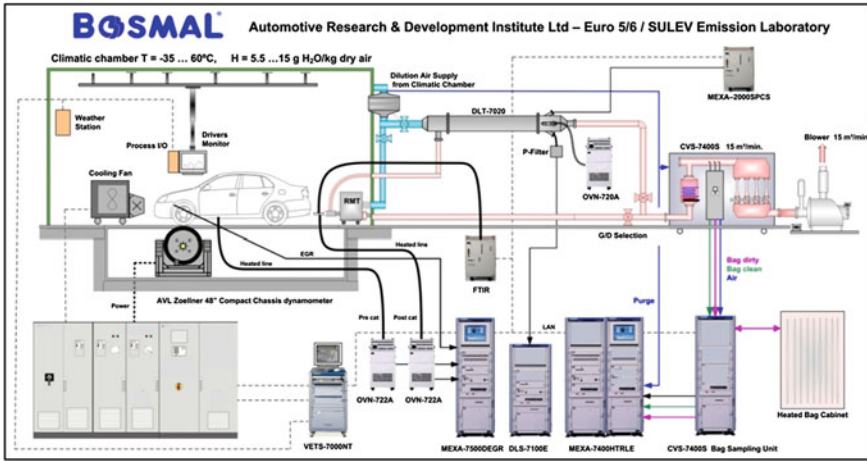 BOSMAL
Automotive Research & Development Institute Ltd – Euro 5/6 / SULEV Emission Laboratory
Climatic chamber T = -35 … 60ºC, H = 5.5 …15 g H₂O/kg dry air
Dilution Air Supply
from Climatic Chamber
DLT-7020
MEXA–2000SPCS
Weather
Station
Process I/O
Drivers
Monitor
P-Filter
OVN-720A
CVS-7400S 15 m³/min.
Blower 15 m³/min.
Cooling Fan
RMT
G/D Selection
Heated line
EGR
Heated line
FTIR
Bag dirty
Bag clean
Air
Power
AVL Zoellner 48" Compact Chassis dynamometer
Purge
Pre cat
Post cat
LAN
OVN-722A
OVN-722A
Heated Bag Cabinet
VETS-7000NT
MEXA-7500DEGR
DLS-7100E
MEXA-7400HTRLE
CVS-7400S Bag Sampling Unit